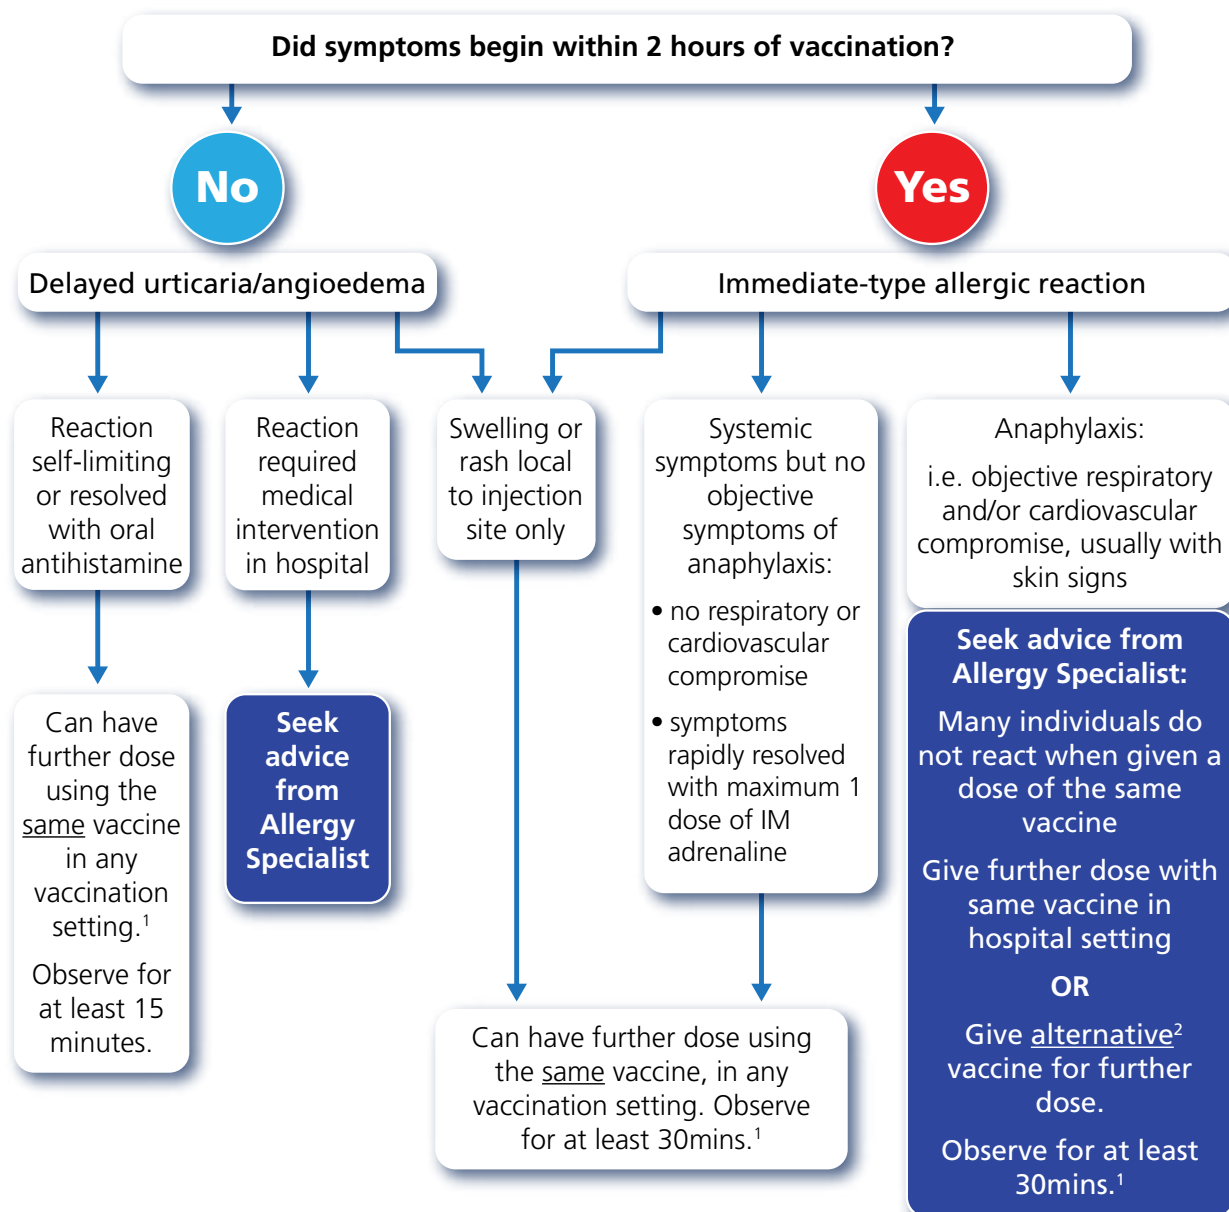 Did symptoms begin within 2 hours of vaccination?
No
Yes
Delayed urticaria/angioedema
Immediate-type allergic reaction
Reaction
self-limiting
or resolved
with oral
antihistamine
Reaction
required
medical
intervention
in hospital
Swelling or
rash local
to injection
site only
Systemic
symptoms but no
objective
symptoms of
anaphylaxis:
• no respiratory or
cardiovascular
compromise
• symptoms
rapidly resolved
with maximum 1
dose of IM
adrenaline
Anaphylaxis:
i.e. objective respiratory
and/or cardiovascular
compromise, usually with
skin signs
Can have
further dose
using the
same vaccine
in any
vaccination
setting.¹
Observe for
at least 15
minutes.
Seek
advice
from
Allergy
Specialist
Can have further dose using
the same vaccine, in any
vaccination setting. Observe
for at least 30mins.¹
Seek advice from
Allergy Specialist:
Many individuals do
not react when given a
dose of the same
vaccine
Give further dose with
same vaccine in
hospital setting
OR
Give alternative²
vaccine for further
dose.
Observe for at least
30mins.¹